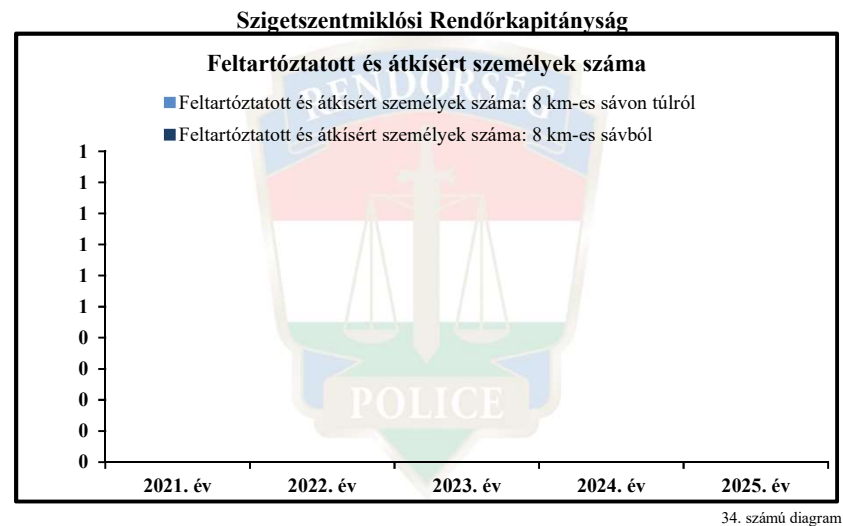 Szigetszentmiklósi Rendőrkapitányság
Feltartóztatott és átkísért személyek száma
Feltartóztatott és átkísért személyek száma: 8 km-es sávon túlról
Feltartóztatott és átkísért személyek száma: 8 km-es sávból
RENDŐRSÉG
1
1
1
1
1
1
0
0
0
0
0
POLICE
2021. év 2022. év 2023. év 2024. év 2025. év
34. számú diagram